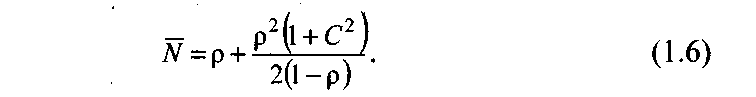 N̅ = ρ + ρ²(1 + C²) / 2(1 − ρ). (1.6)